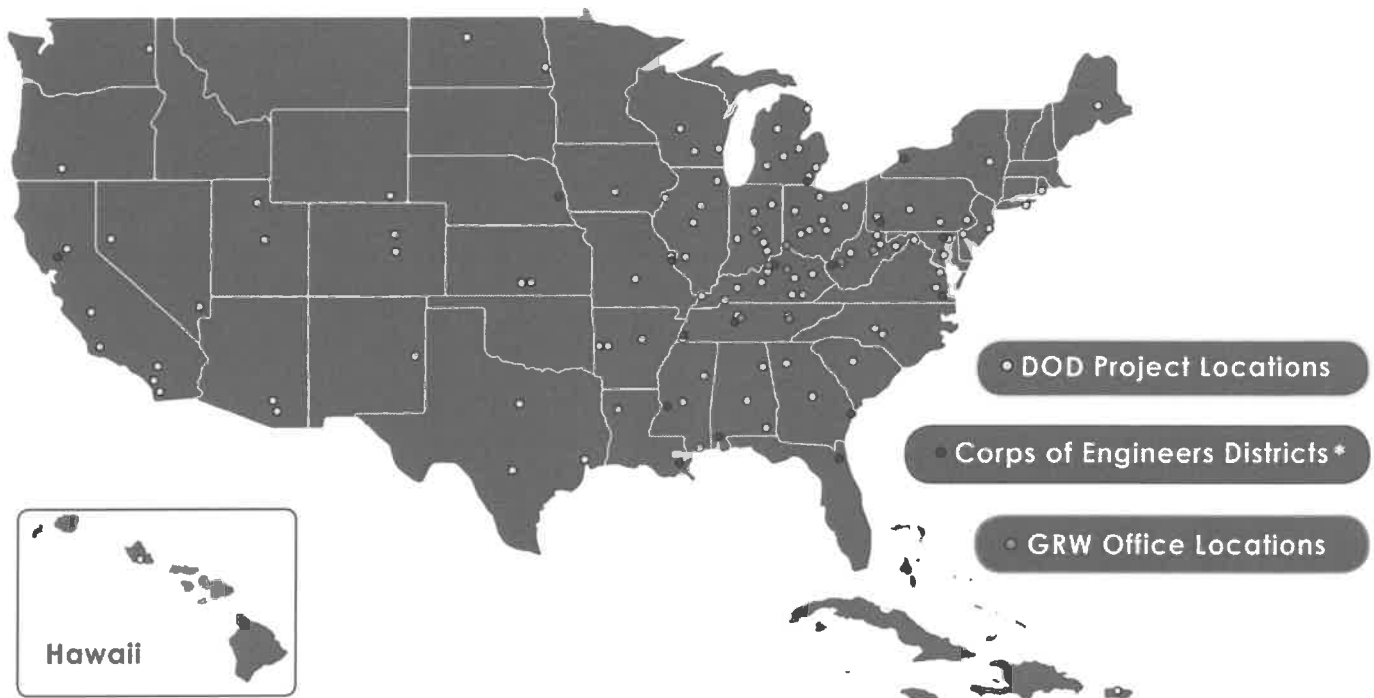 DOD Project Locations
Corps of Engineers Districts*
GRW Office Locations
Hawaii